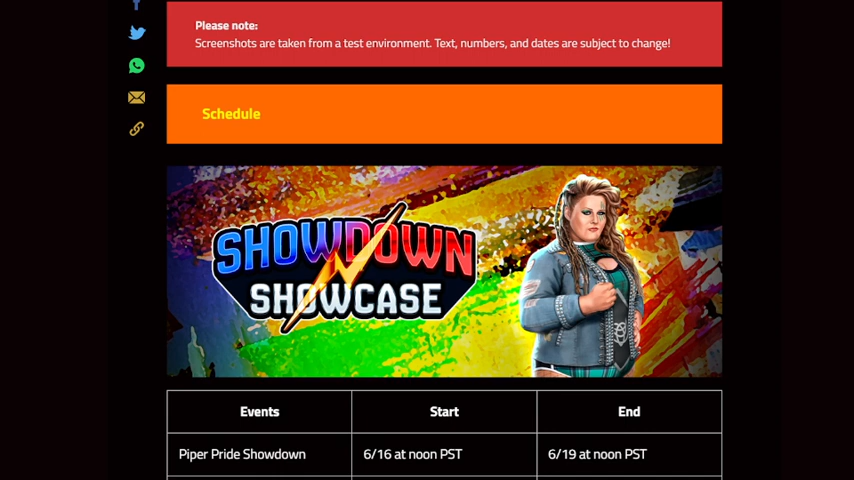 Please note:
Screenshots are taken from a test environment. Text, numbers, and dates are subject to change!
Schedule
SHOWDOWN
SHOWCASE
Events Start End
Piper Pride Showdown 6/16 at noon PST 6/19 at noon PST